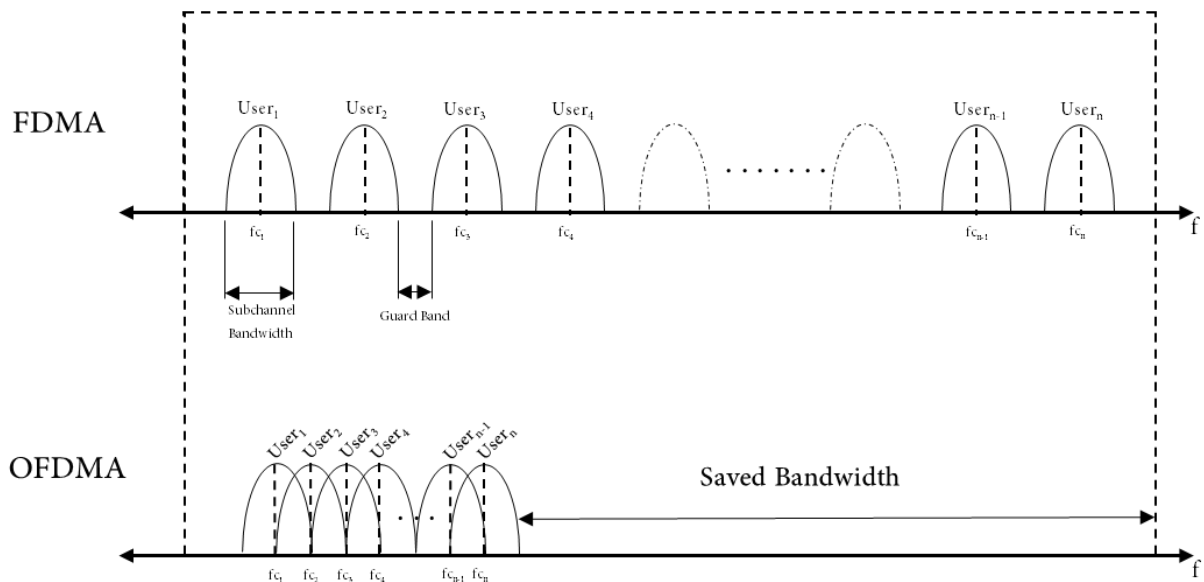 User₁ User₂ User₃ User₄ Userₙ₋₁ Userₙ
FDMA
. . . . . . .
fc₁ fc₂ fc₃ fc₄ fcₙ₋₁ fcₙ f
Subchannel
Bandwidth
Guard Band
User₁ User₂ User₃ User₄ Userₙ₋₁ Userₙ
OFDMA
Saved Bandwidth
. . .
fc₁ fc₂ fc₃ fc₄ fcₙ₋₁ fcₙ f